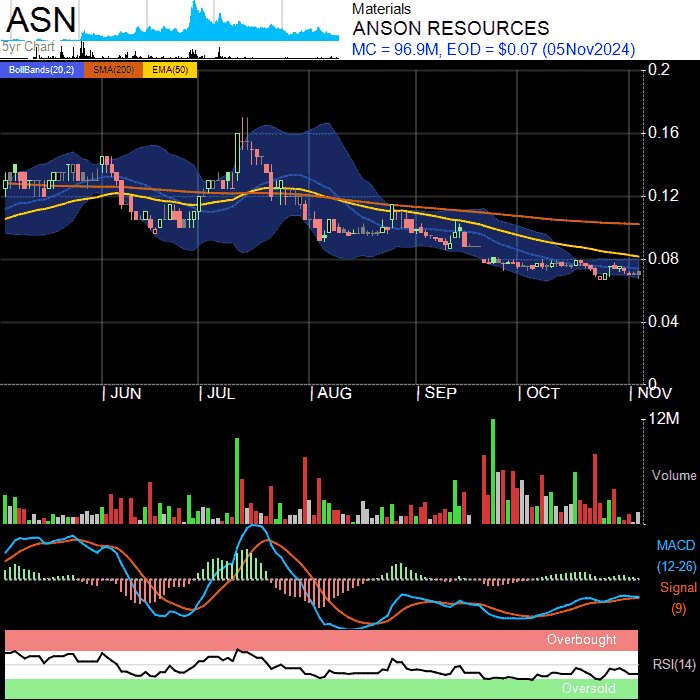 ASN
5yr Chart
Materials
ANSON RESOURCES
MC = 96.9M, EOD = $0.07 (05Nov2024)
BollBands(20,2) SMA(200) EMA(50)
0.2
0.16
0.12
0.08
0.04
0
| JUN | JUL | AUG | SEP | OCT | NOV
12M
Volume
MACD
(12-26)
Signal
(9)
Overbought
RSI(14)
Oversold